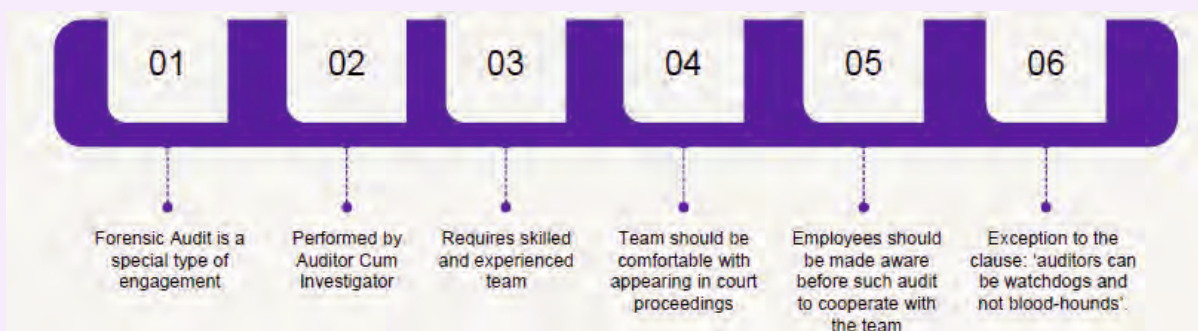 01
02
03
04
05
06
Forensic Audit is a
special type of
engagement
Performed by
Auditor Cum
Investigator
Requires skilled
and experienced
team
Team should be
comfortable with
appearing in court
proceedings
Employees should
be made aware
before such audit
to cooperate with
the team
Exception to the
clause: 'auditors can
be watchdogs and
not blood-hounds'.